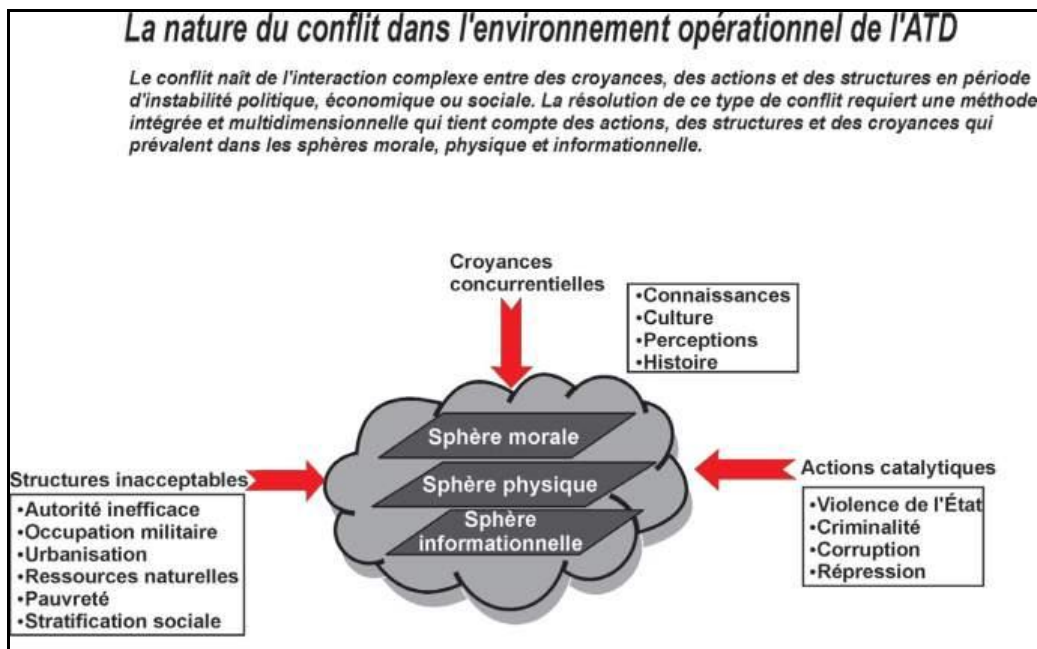 La nature du conflit dans l'environnement opérationnel de l'ATD
Le conflit naît de l'interaction complexe entre des croyances, des actions et des structures en période
d'instabilité politique, économique ou sociale. La résolution de ce type de conflit requiert une méthode
intégrée et multidimensionnelle qui tient compte des actions, des structures et des croyances qui
prévalent dans les sphères morale, physique et informationnelle.
Croyances
concurrentielles
•Connaissances
•Culture
•Perceptions
•Histoire
Sphère morale
Sphère physique
Sphère
informationnelle
Structures inacceptables
•Autorité inefficace
•Occupation militaire
•Urbanisation
•Ressources naturelles
•Pauvreté
•Stratification sociale
Actions catalytiques
•Violence de l'État
•Criminalité
•Corruption
•Répression